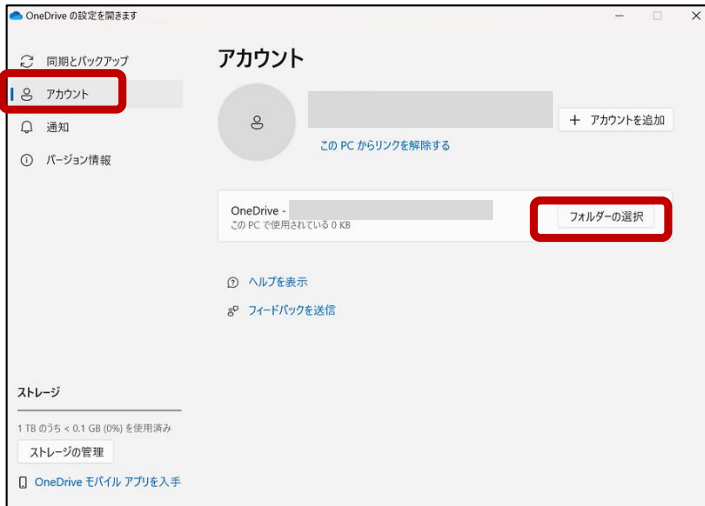 OneDrive の設定を開きます
同期とバックアップ
アカウント
通知
バージョン情報
アカウント
アカウントを追加
この PC からリンクを解除する
OneDrive -
この PC で使用されている 0 KB
フォルダーの選択
ヘルプを表示
フィードバックを送信
ストレージ
1 TB のうち < 0.1 GB (0%) を使用済み
ストレージの管理
OneDrive モバイル アプリを入手